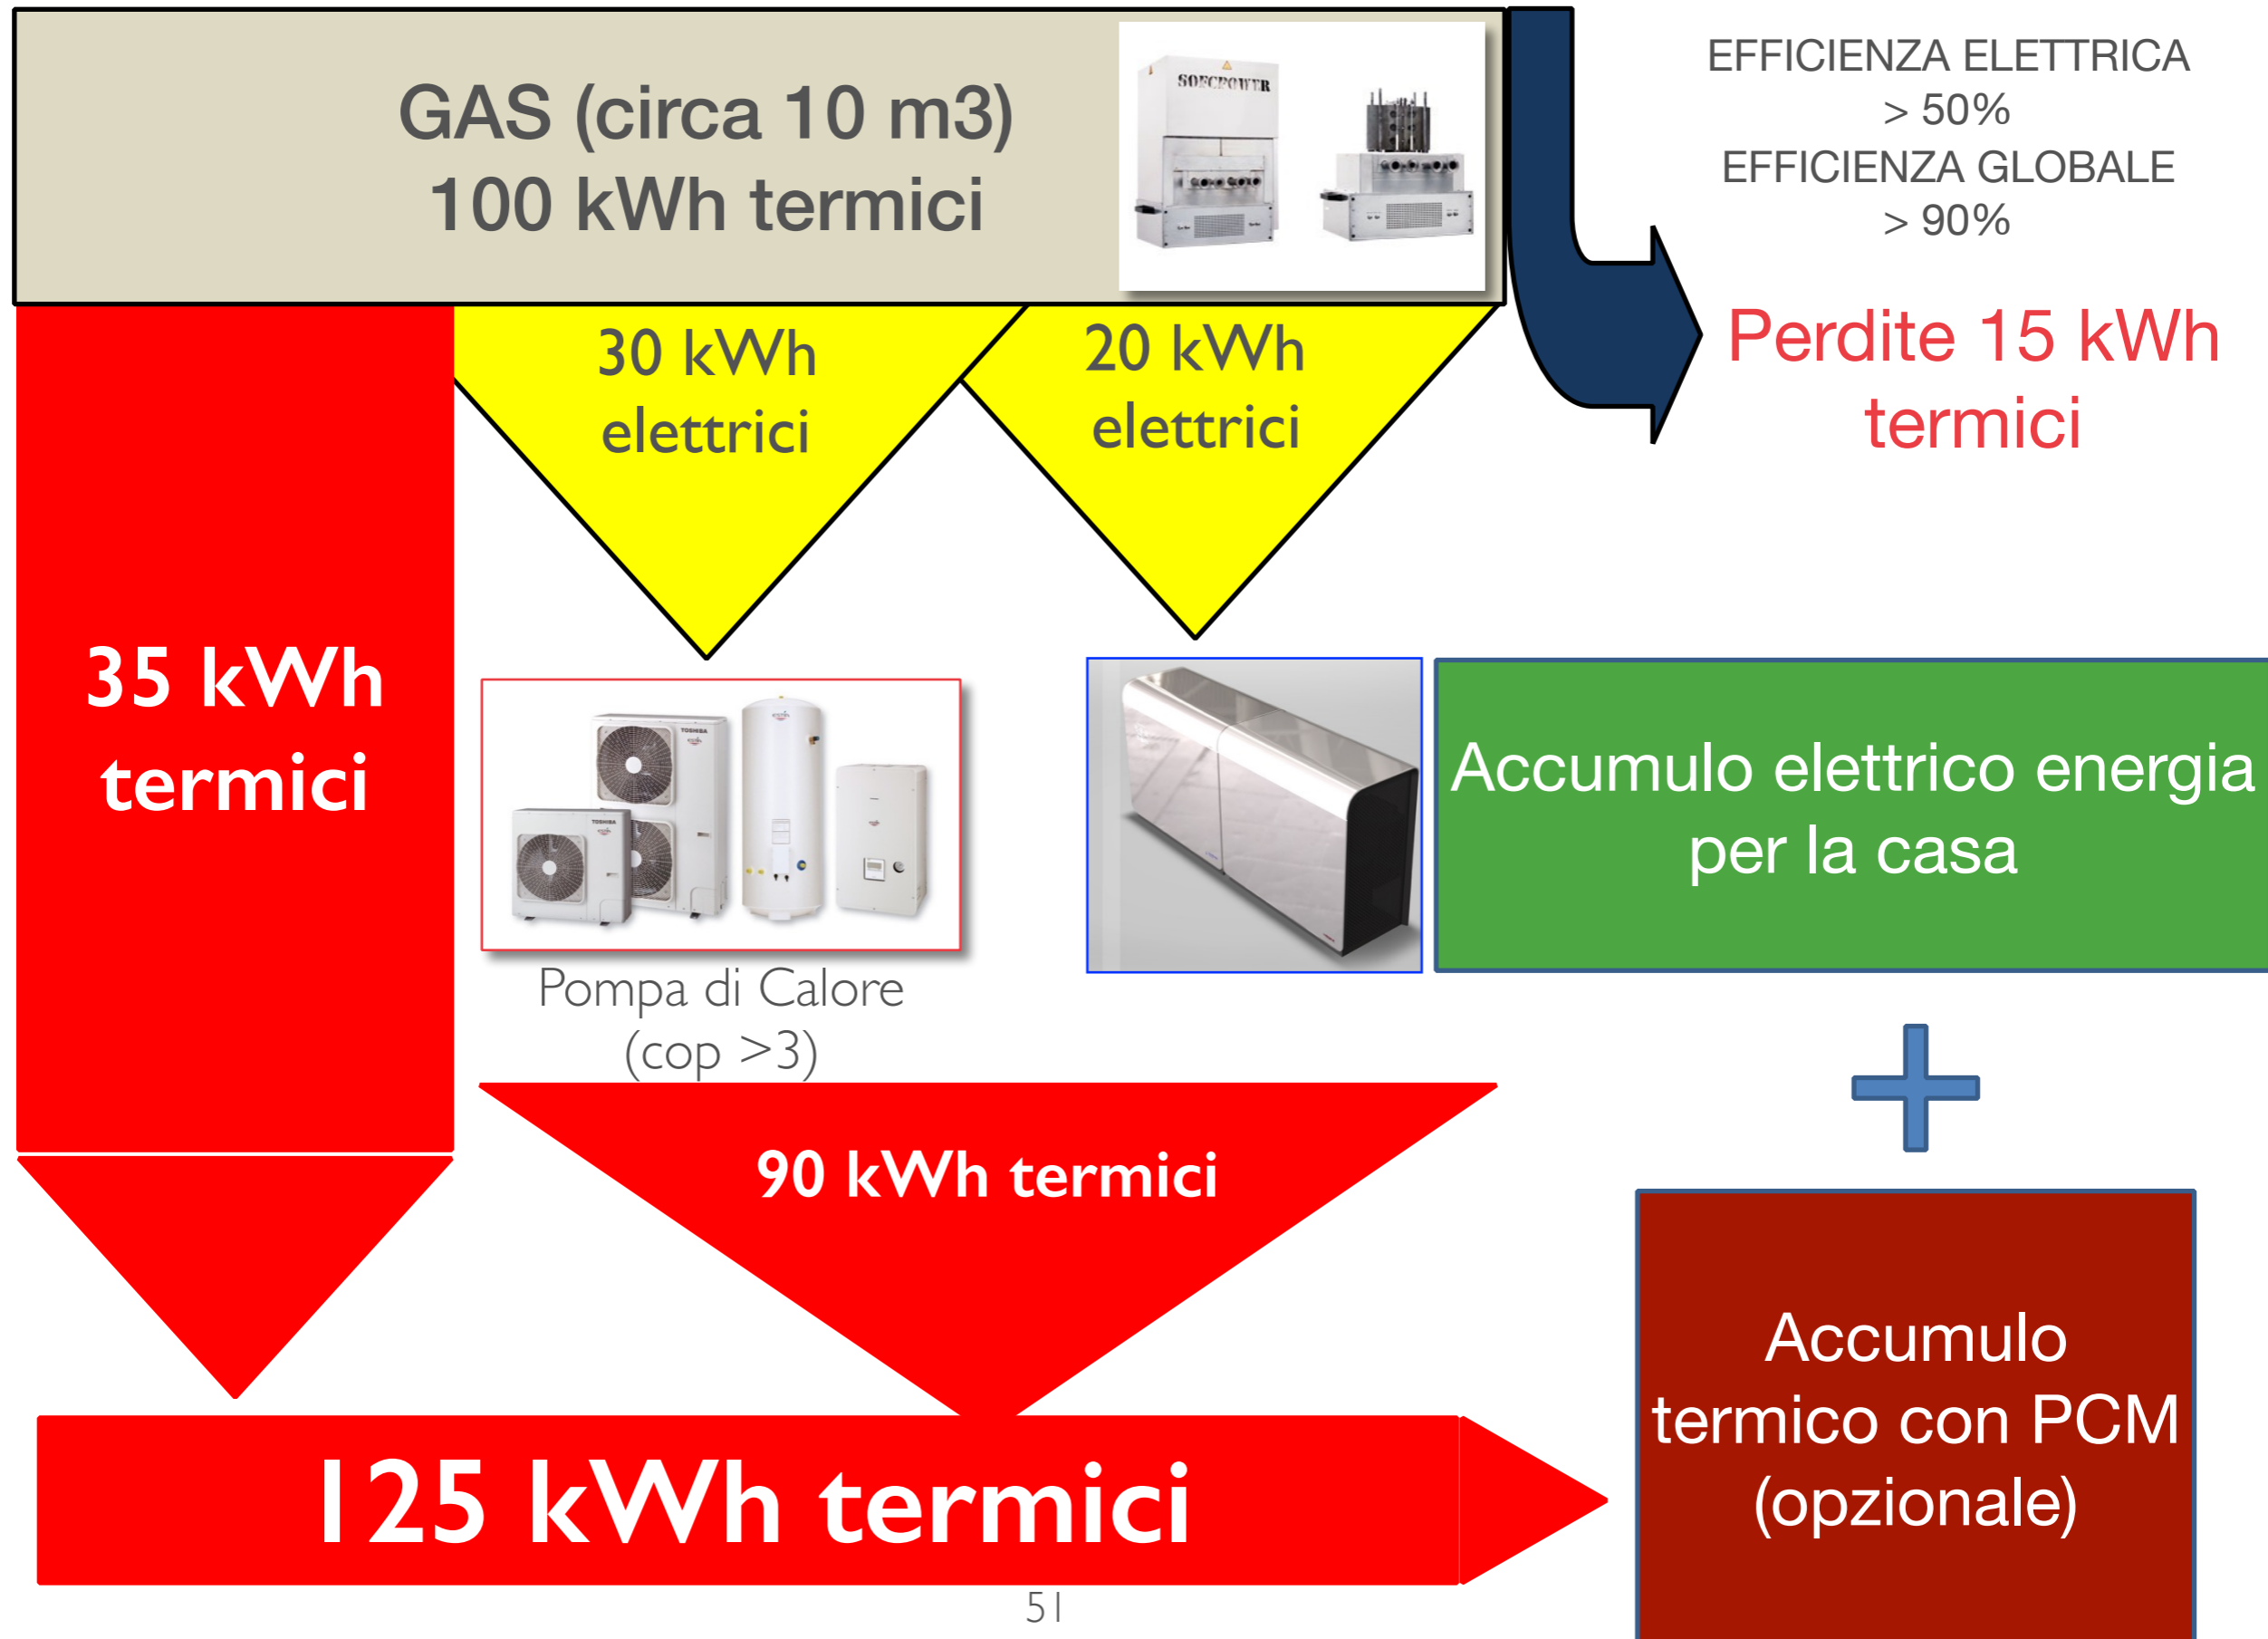 GAS (circa 10 m3)
100 kWh termici
SOFCPOWER
EFFICIENZA ELETTRICA
> 50%
EFFICIENZA GLOBALE
> 90%
30 kWh
elettrici
20 kWh
elettrici
Perdite 15 kWh
termici
35 kWh
termici
TOSHIBA
TOSHIBA
Accumulo elettrico energia
per la casa
Pompa di Calore
(cop >3)
90 kWh termici
Accumulo
termico con PCM
(opzionale)
125 kWh termici
51